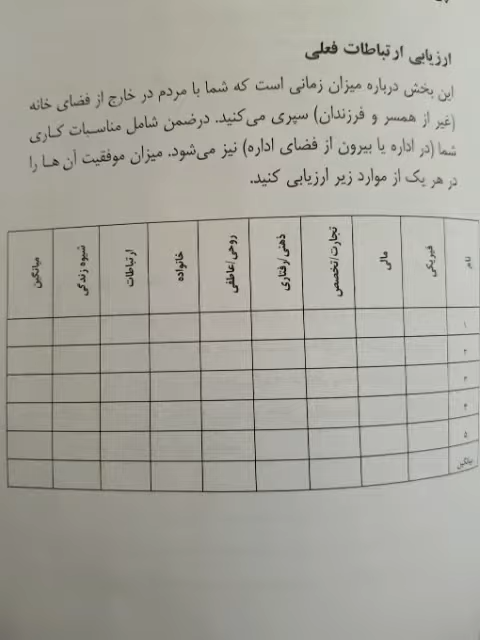 ارزیابی ارتباطات فعلی
این بخش درباره میزان زمانی است که شما با مردم در خارج از فضای خانه
(غیر از همسر و فرزندان) سپری می‌کنید. درضمن شامل مناسبات کاری
شما (در اداره یا بیرون از فضای اداره) نیز می‌شود. میزان موفقیت آن ها را
در هر یک از موارد زیر ارزیابی کنید.
نام
فیزیکی
مالی
تجارت/تخصص
ذهنی/رفتاری
روحی/عاطفی
خانواده
ارتباطات
شیوه زندگی
میانگین
۱
۲
۳
۴
۵
میانگین